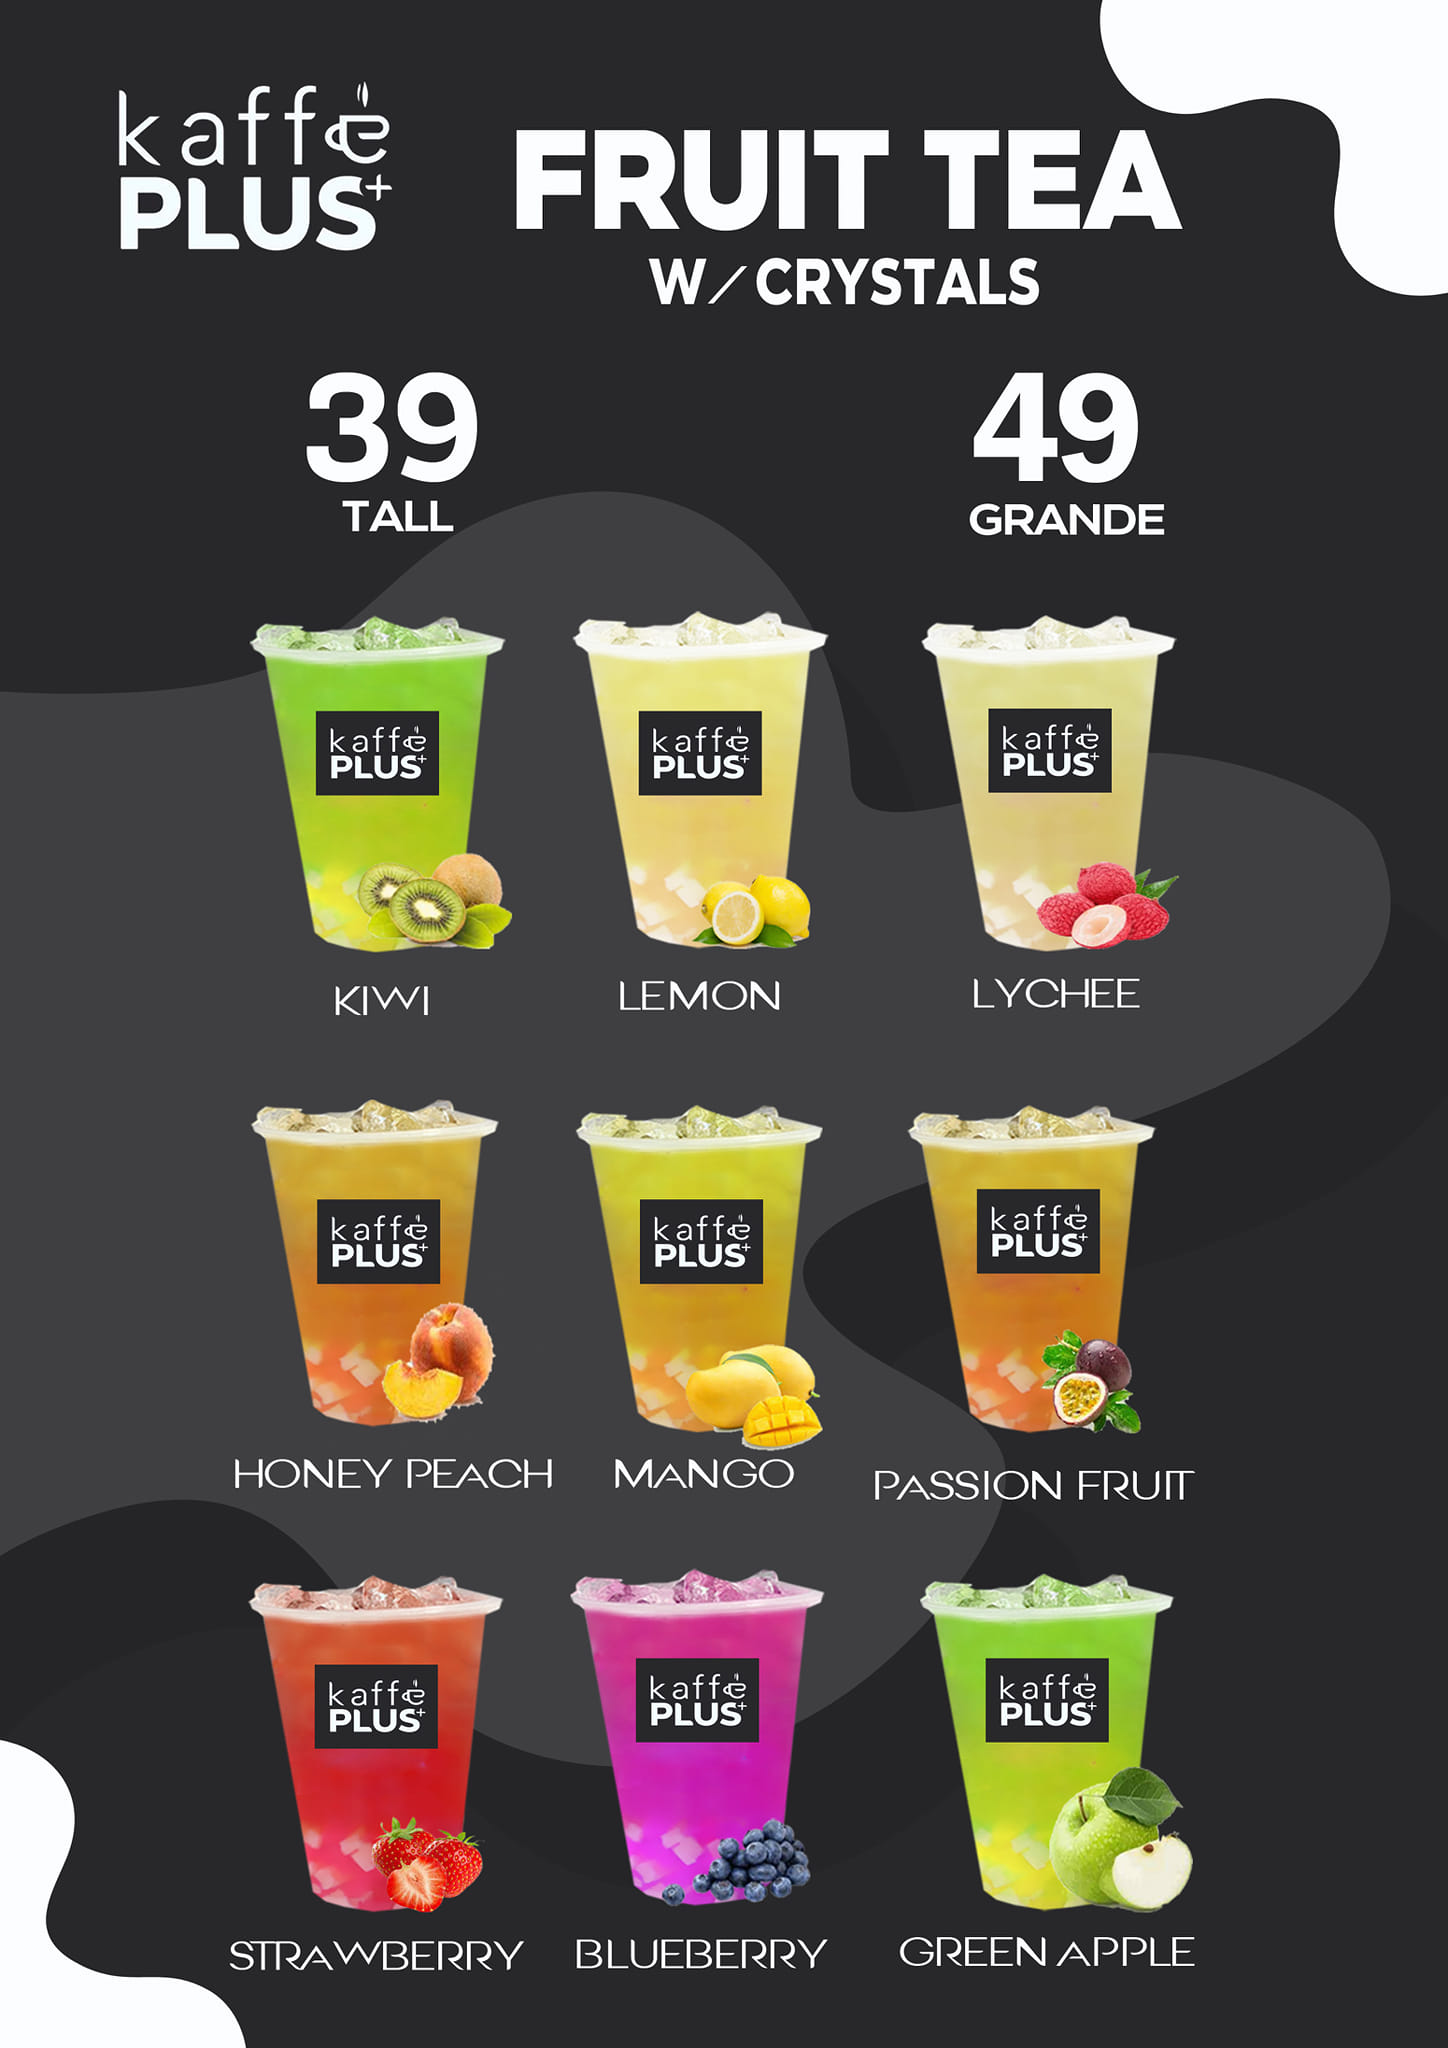 kaffe
PLUS+
FRUIT TEA
W/CRYSTALS
39
TALL
49
GRANDE
kaffe
PLUS+
kaffe
PLUS+
kaffe
PLUS+
KIWI
LEMON
LYCHEE
kaffe
PLUS+
kaffe
PLUS+
kaffe
PLUS+
HONEY PEACH
MANGO
PASSION FRUIT
kaffe
PLUS+
kaffe
PLUS+
kaffe
PLUS+
STRAWBERRY
BLUEBERRY
GREEN APPLE